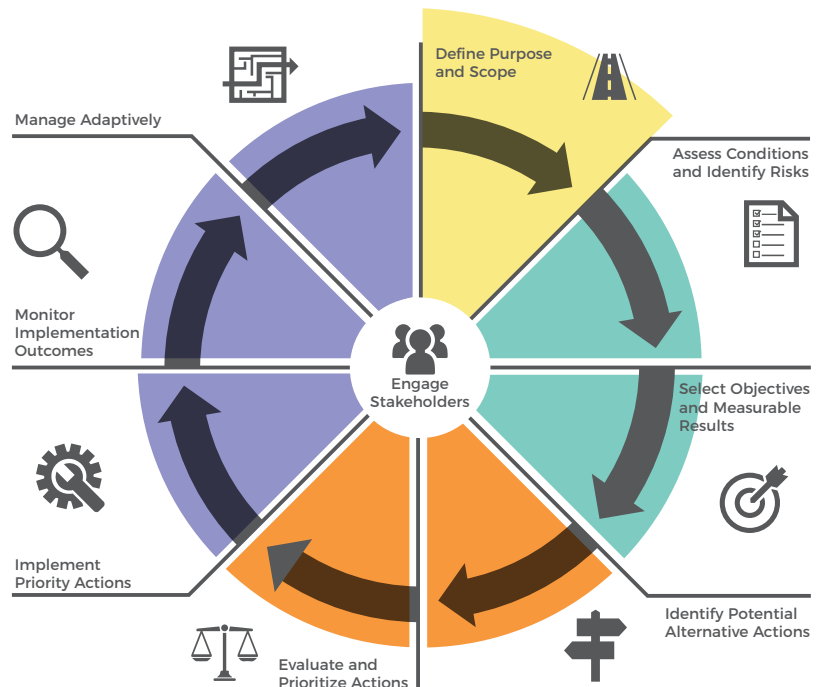 Define Purpose
and Scope
Assess Conditions
and Identify Risks
Select Objectives
and Measurable
Results
Identify Potential
Alternative Actions
Evaluate and
Prioritize Actions
Implement
Priority Actions
Monitor
Implementation
Outcomes
Manage Adaptively
Engage
Stakeholders